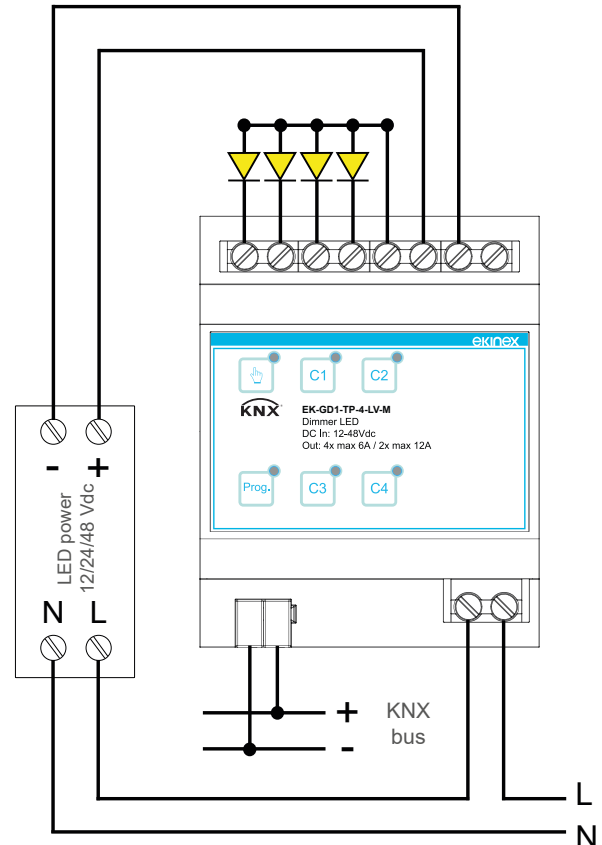 ekinex
C1
C2
KNX
EK-GD1-TP-4-LV-M
Dimmer LED
DC In: 12-48Vdc
Out: 4x max 6A / 2x max 12A
Prog.
C3
C4
- +
LED power
12/24/48 Vdc
N L
+
-
KNX
bus
L
N